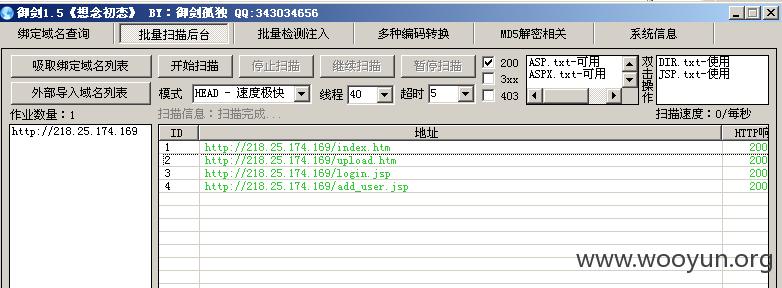 御剑1.5《想念初恋》 BY：御剑孤独 QQ:343034656
绑定域名查询 批量扫描后台 批量检测注入 多种编码转换 MD5解密相关 系统信息
吸取绑定域名列表 开始扫描 停止扫描 继续扫描 暂停扫描 200 ASP.txt-可用 双击操作 DIR.txt-使用
3xx ASPX.txt-可用 JSP.txt-使用
外部导入域名列表 模式 HEAD - 速度极快 线程 40 超时 5 403
作业数量：1 扫描信息：扫描完成... 扫描速度：0/每秒
http://218.25.174.169 ID 地址 HTTP响
1 http://218.25.174.169/index.htm 200
2 http://218.25.174.169/upload.htm 200
3 http://218.25.174.169/login.jsp 200
4 http://218.25.174.169/add_user.jsp 200
www.wooyun.org